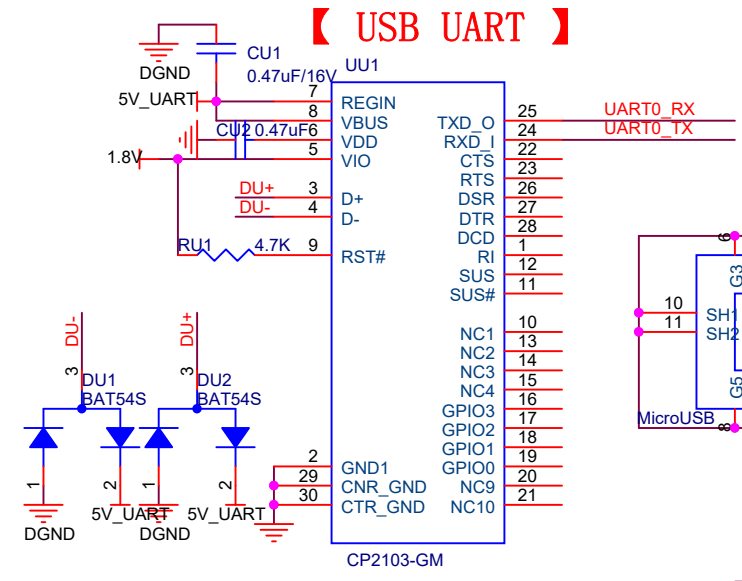 【 USB UART 】
CU1
DGND
0.47uF/16V
UU1
5V_UART
7
REGIN
8
VBUS
CU2 0.47uF
6
VDD
1.8V
5
VIO
DU+
3
D+
DU-
4
D-
RU1
4.7K
9
RST#
TXD_O
25
UART0_RX
RXD_I
24
UART0_TX
CTS
22
RTS
23
DSR
26
DTR
27
DCD
28
RI
1
SUS
12
SUS#
11
NC1
10
NC2
13
NC3
14
NC4
15
GPIO3
16
GPIO2
17
GPIO1
18
GPIO0
19
NC9
20
NC10
21
2
GND1
29
CNR_GND
30
CTR_GND
CP2103-GM
DU-
3
DU1
BAT54S
1
2
DGND
5V_UART
DU+
3
DU2
BAT54S
1
2
DGND
5V_UART
6
G3
10
SH1
11
SH2
G5
8
MicroUSB